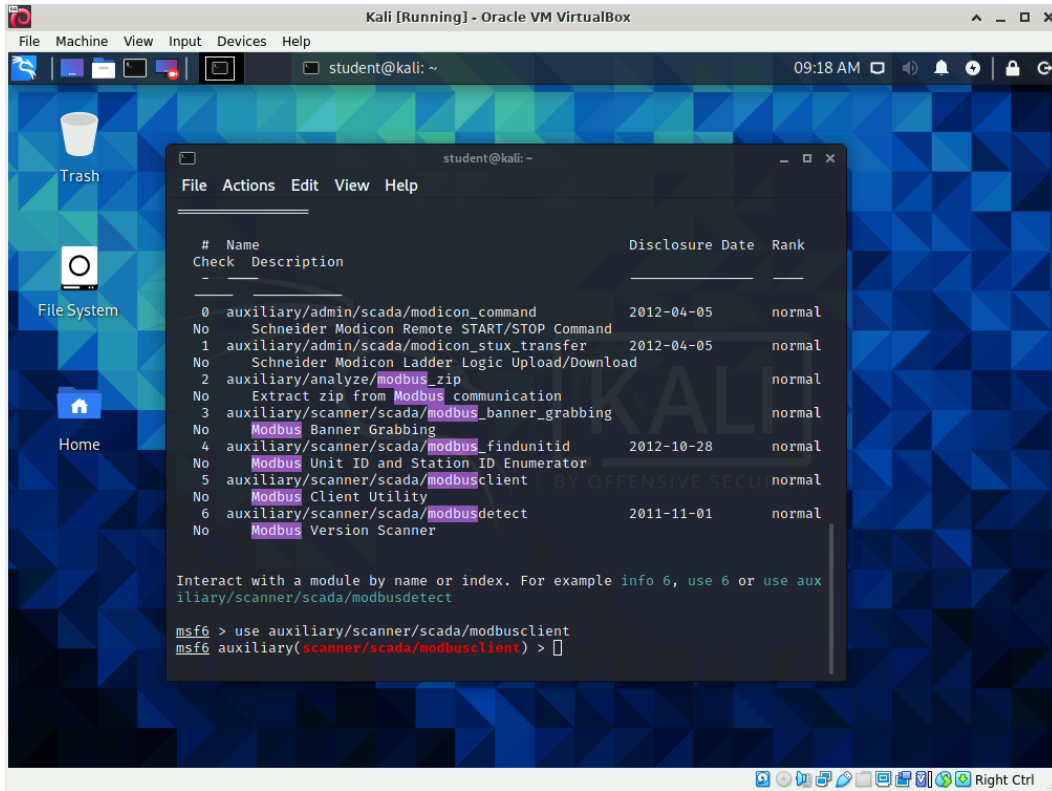 Kali [Running] - Oracle VM VirtualBox
File Machine View Input Devices Help
student@kali: ~
09:18 AM
Trash
File System
Home
student@kali: ~
File Actions Edit View Help
# Name Disclosure Date Rank
Check Description
0 auxiliary/admin/scada/modicon_command 2012-04-05 normal
No Schneider Modicon Remote START/STOP Command
1 auxiliary/admin/scada/modicon_stux_transfer 2012-04-05 normal
No Schneider Modicon Ladder Logic Upload/Download
2 auxiliary/analyze/modbus_zip normal
No Extract zip from Modbus communication
3 auxiliary/scanner/scada/modbus_banner_grabbing normal
No Modbus Banner Grabbing
4 auxiliary/scanner/scada/modbus_findunitid 2012-10-28 normal
No Modbus Unit ID and Station ID Enumerator
5 auxiliary/scanner/scada/modbusclient normal
No Modbus Client Utility
6 auxiliary/scanner/scada/modbusdetect 2011-11-01 normal
No Modbus Version Scanner
KALI
BY OFFENSIVE SECU
Interact with a module by name or index. For example info 6, use 6 or use aux
iliary/scanner/scada/modbusdetect
msf6 > use auxiliary/scanner/scada/modbusclient
msf6 auxiliary(scanner/scada/modbusclient) >
Right Ctrl